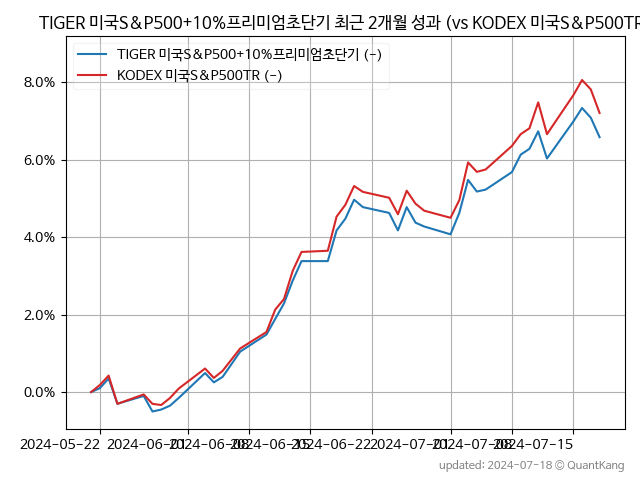 TIGER 미국S&P500+10%프리미엄초단기 최근 2개월 성과 (vs KODEX 미국S&P500TR
TIGER 미국S&P500+10%프리미엄초단기 (-)
KODEX 미국S&P500TR (-)
8.0%
6.0%
4.0%
2.0%
0.0%
2024-05-22 2024-06-01 2024-06-08 2024-06-15 2024-06-22 2024-07-01 2024-07-08 2024-07-15
updated: 2024-07-18 © QuantKang